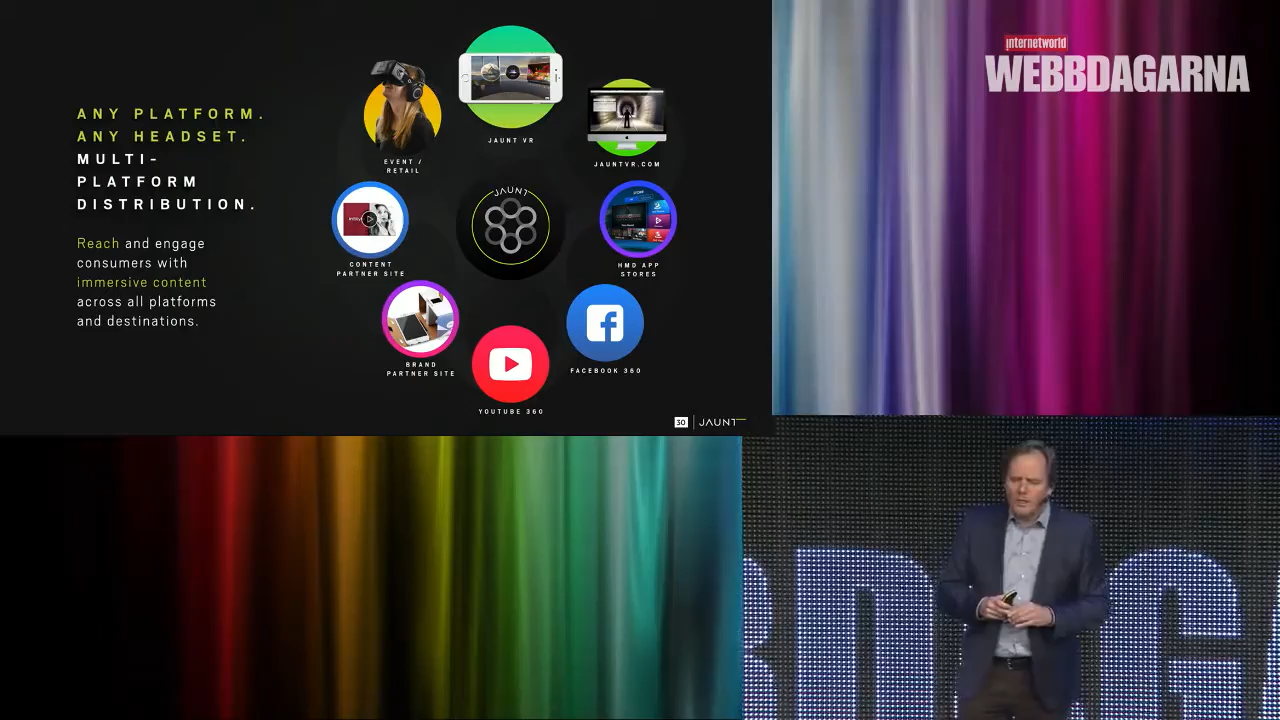 ANY PLATFORM.
ANY HEADSET.
MULTI-
PLATFORM
DISTRIBUTION.
Reach and engage
consumers with
immersive content
across all platforms
and destinations.
JAUNT VR
EVENT /
RETAIL
JAUNTVR.COM
JAUNT
CONTENT
PARTNER SITE
HMD APP
STORES
BRAND
PARTNER SITE
FACEBOOK 360
YOUTUBE 360
30 JAUNT
internetworld
WEBBDAGARNA